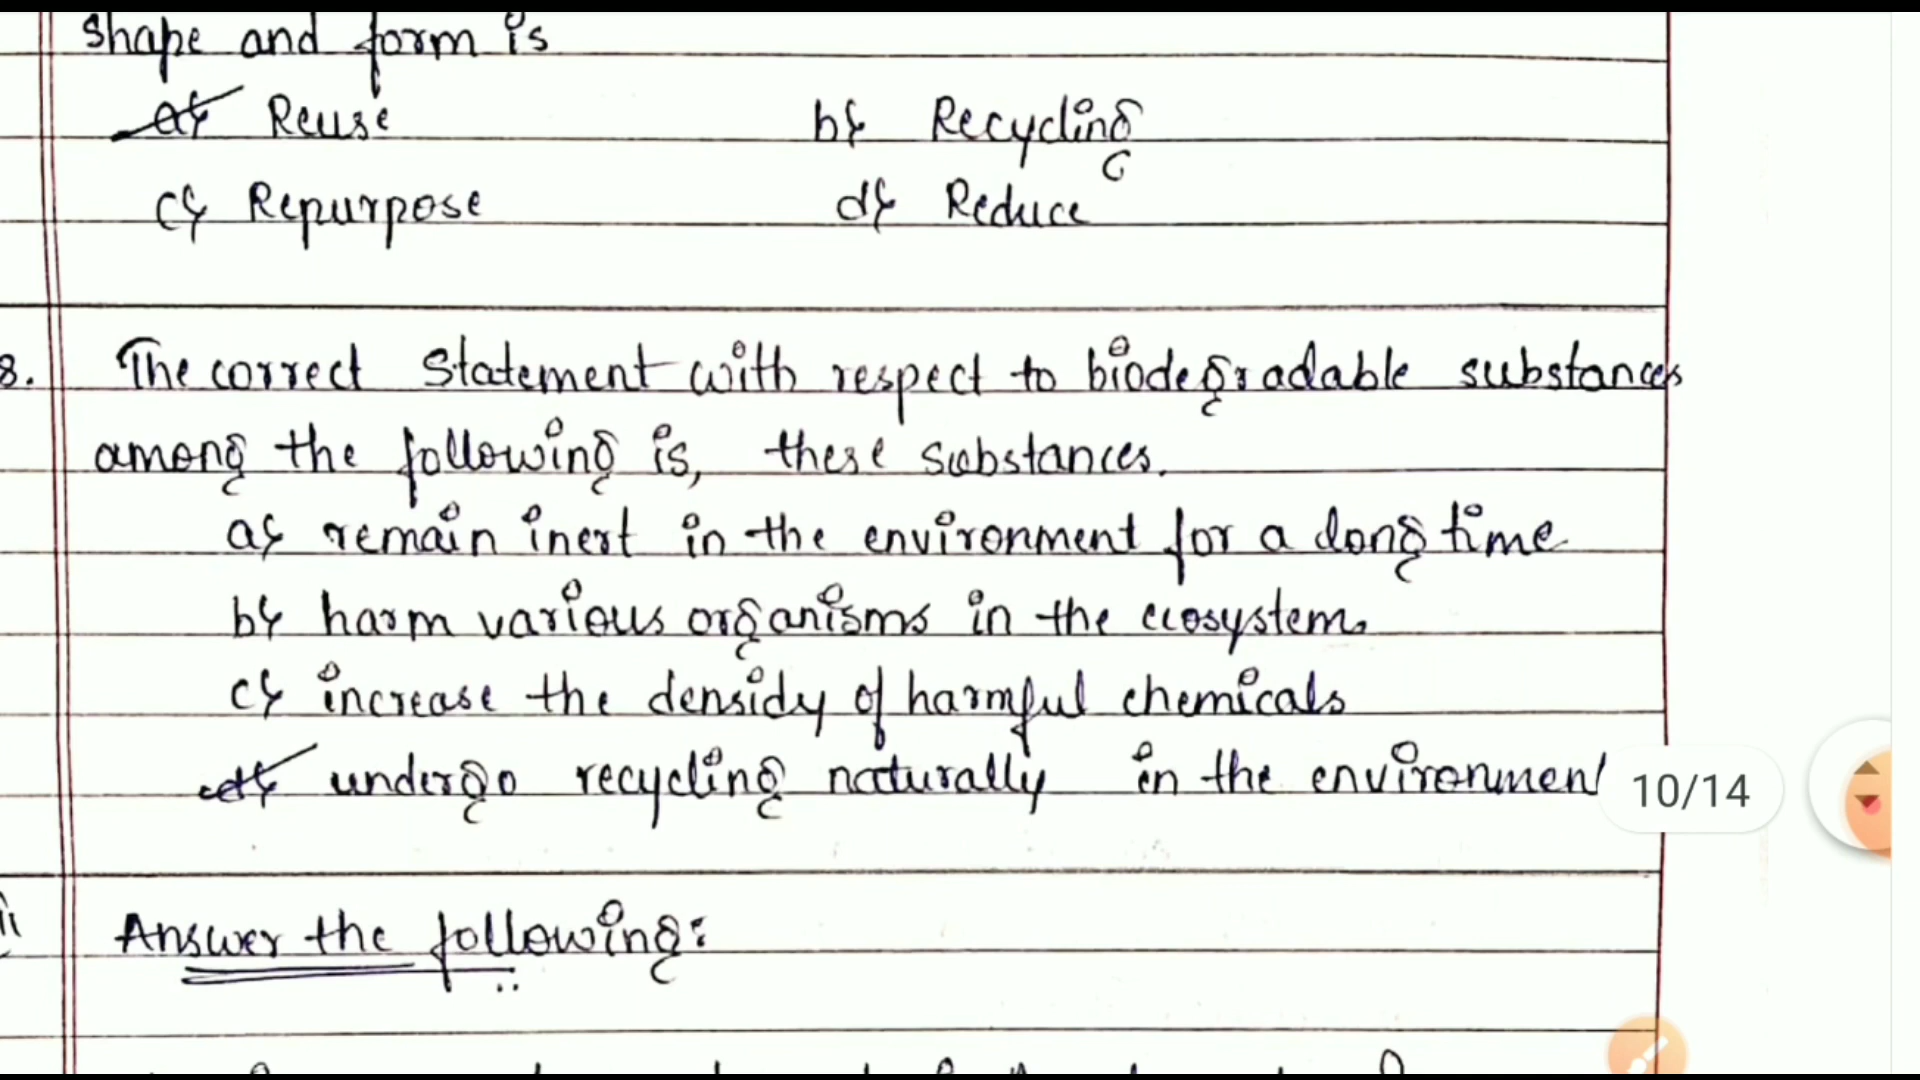 shape and form is
a) Reuse b) Recycling
c) Repurpose d) Reduce
8. The correct statement with respect to biodegradable substances
among the following is, these substances.
a) remain inert in the environment for a long time
b) harm various organisms in the ecosystem.
c) increase the densidy of harmful chemicals
d) undergo recycling naturally in the environmen
10/14
Answer the following: